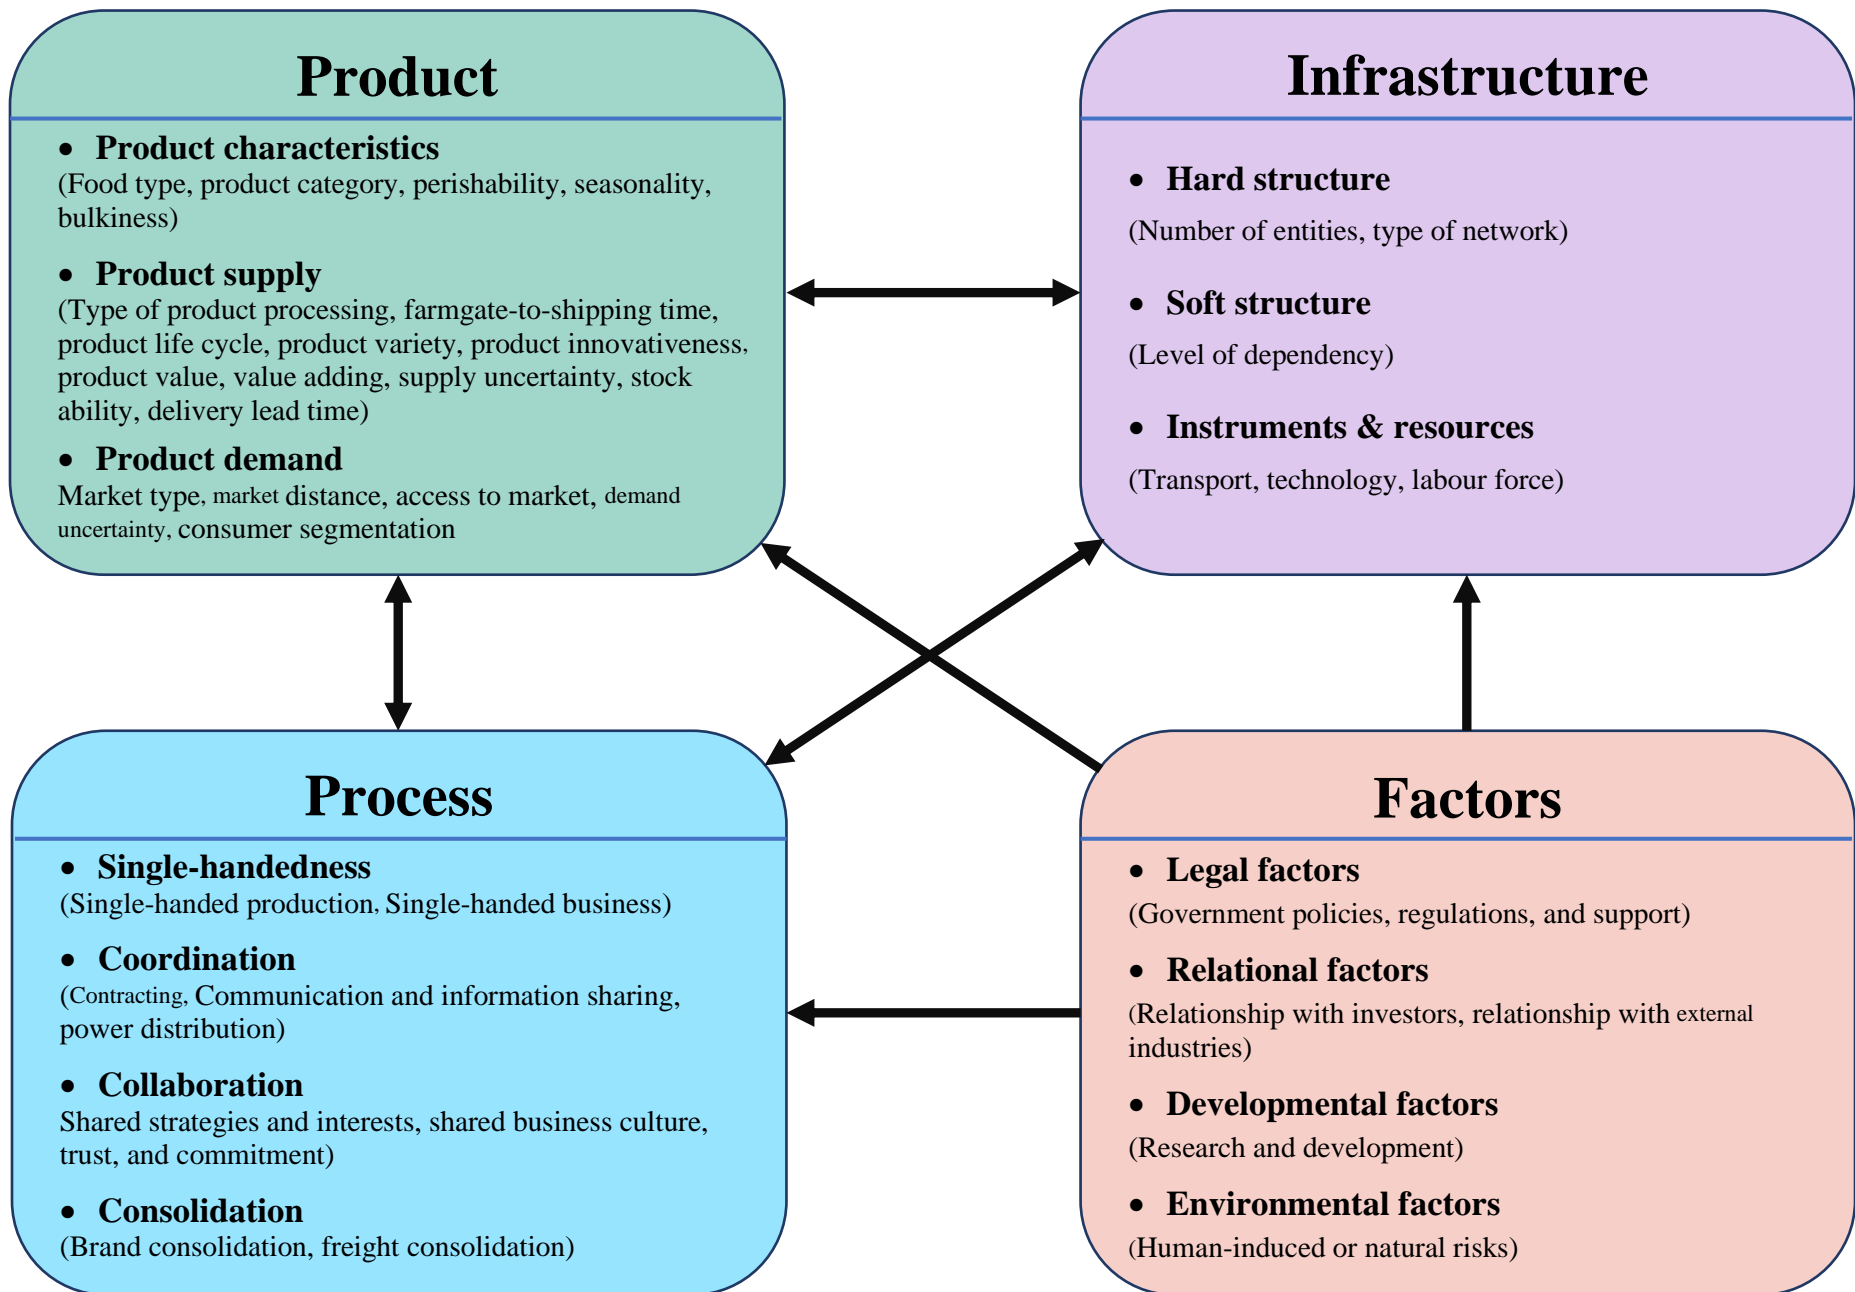 Product
• Product characteristics
(Food type, product category, perishability, seasonality,
bulkiness)
• Product supply
(Type of product processing, farmgate-to-shipping time,
product life cycle, product variety, product innovativeness,
product value, value adding, supply uncertainty, stock
ability, delivery lead time)
• Product demand
Market type, market distance, access to market, demand
uncertainty, consumer segmentation
Infrastructure
• Hard structure
(Number of entities, type of network)
• Soft structure
(Level of dependency)
• Instruments & resources
(Transport, technology, labour force)
Process
• Single-handedness
(Single-handed production, Single-handed business)
• Coordination
(Contracting, Communication and information sharing,
power distribution)
• Collaboration
Shared strategies and interests, shared business culture,
trust, and commitment)
• Consolidation
(Brand consolidation, freight consolidation)
Factors
• Legal factors
(Government policies, regulations, and support)
• Relational factors
(Relationship with investors, relationship with external
industries)
• Developmental factors
(Research and development)
• Environmental factors
(Human-induced or natural risks)